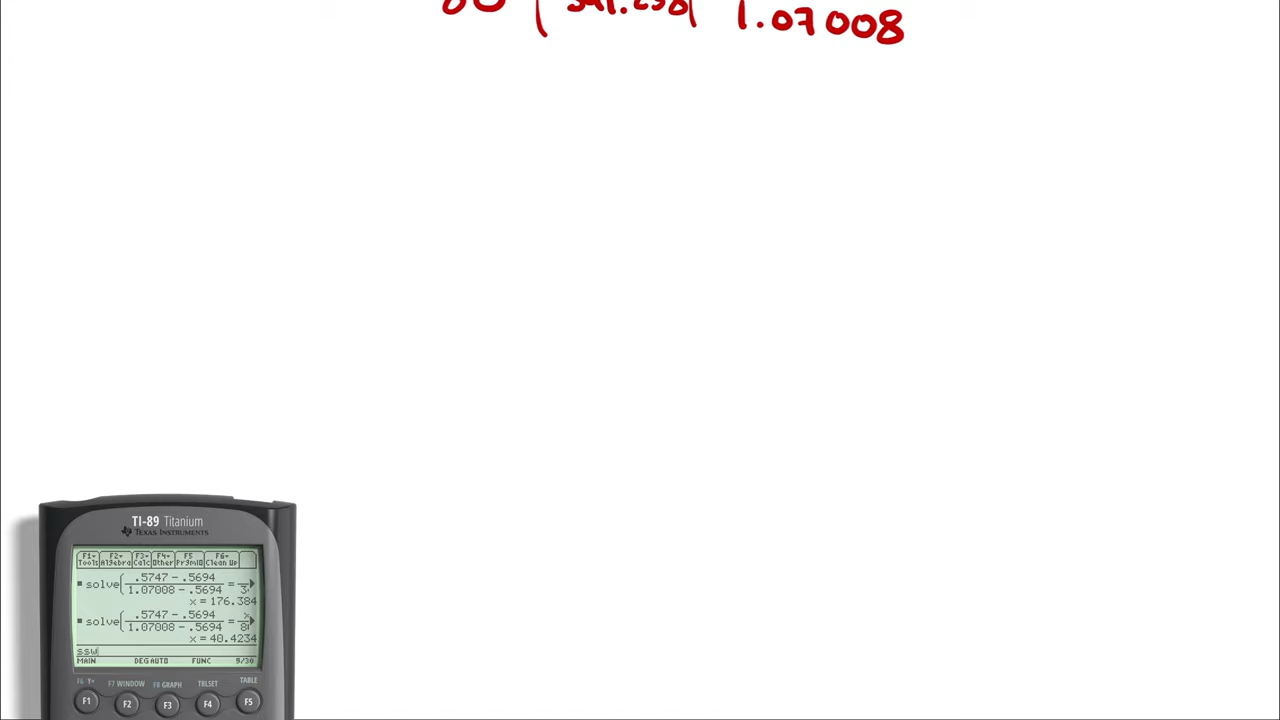 1.07008
TI-89 Titanium
TEXAS INSTRUMENTS
F1 F2 F3 F4 F5 F6
Tools Algebra Calc Other PrgmIO Clean Up
solve( .5747 - .5694
1.07008 - .5694 =
x = 176.384
solve( .5747 - .5694
1.07008 - .5694 = x
x = 40.4234
ssw
MAIN DEG AUTO FUNC 9/30
F6 Y= F7 WINDOW F8 GRAPH TBLSET TABLE
F1 F2 F3 F4 F5